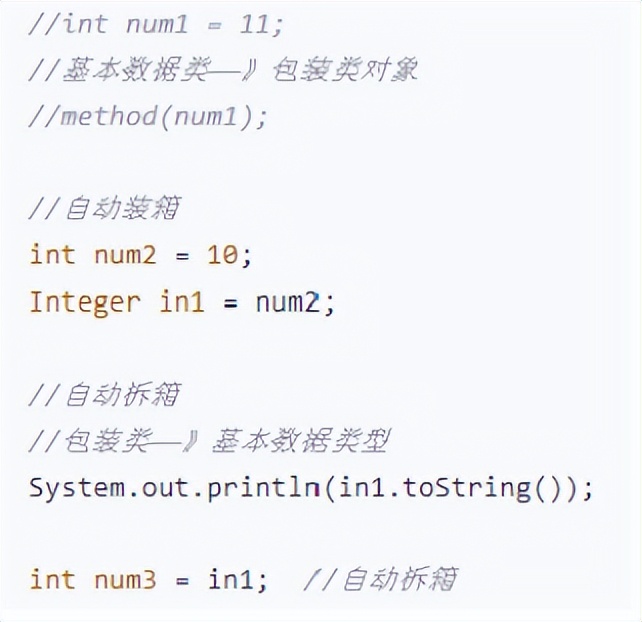 //int num1 = 11;
//基本数据类——》包装类对象
//method(num1);
//自动装箱
int num2 = 10;
Integer in1 = num2;
//自动拆箱
//包装类——》基本数据类型
System.out.println(in1.toString());
int num3 = in1;  //自动拆箱